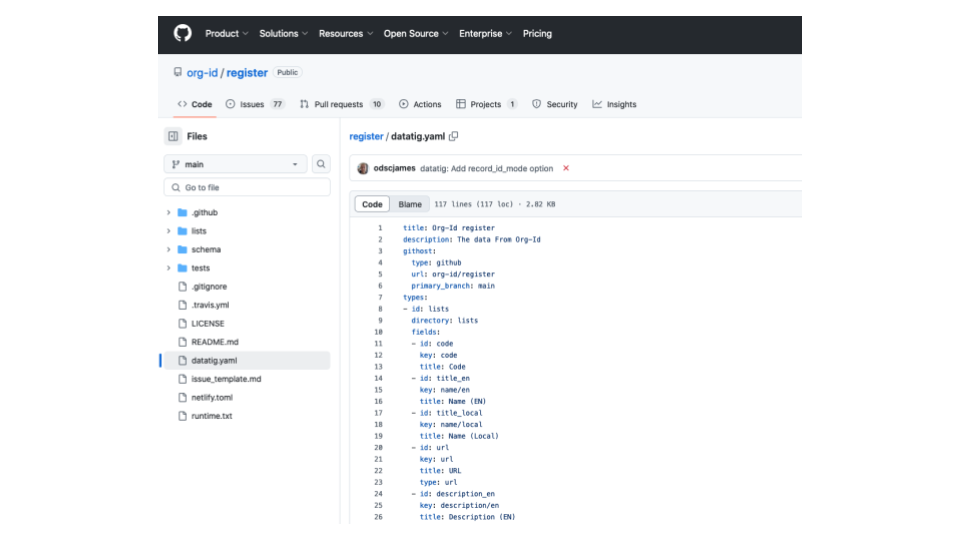 Product Solutions Resources Open Source Enterprise Pricing
org-id / register Public
Code Issues 77 Pull requests 10 Actions Projects 1 Security Insights
Files
main
Go to file
.github
lists
schema
tests
.gitignore
.travis.yml
LICENSE
README.md
datatig.yaml
issue_template.md
netlify.toml
runtime.txt
register / datatig.yaml
odscjames datatig: Add record_id_mode option
Code Blame 117 lines (117 loc) · 2.82 KB
1 title: Org-Id register
2 description: The data From Org-Id
3 githost:
4 type: github
5 url: org-id/register
6 primary_branch: main
7 types:
8 - id: lists
9 directory: lists
10 fields:
11 - id: code
12 key: code
13 title: Code
14 - id: title_en
15 key: name/en
16 title: Name (EN)
17 - id: title_local
18 key: name/local
19 title: Name (Local)
20 - id: url
21 key: url
22 title: URL
23 type: url
24 - id: description_en
25 key: description/en
26 title: Description (EN)